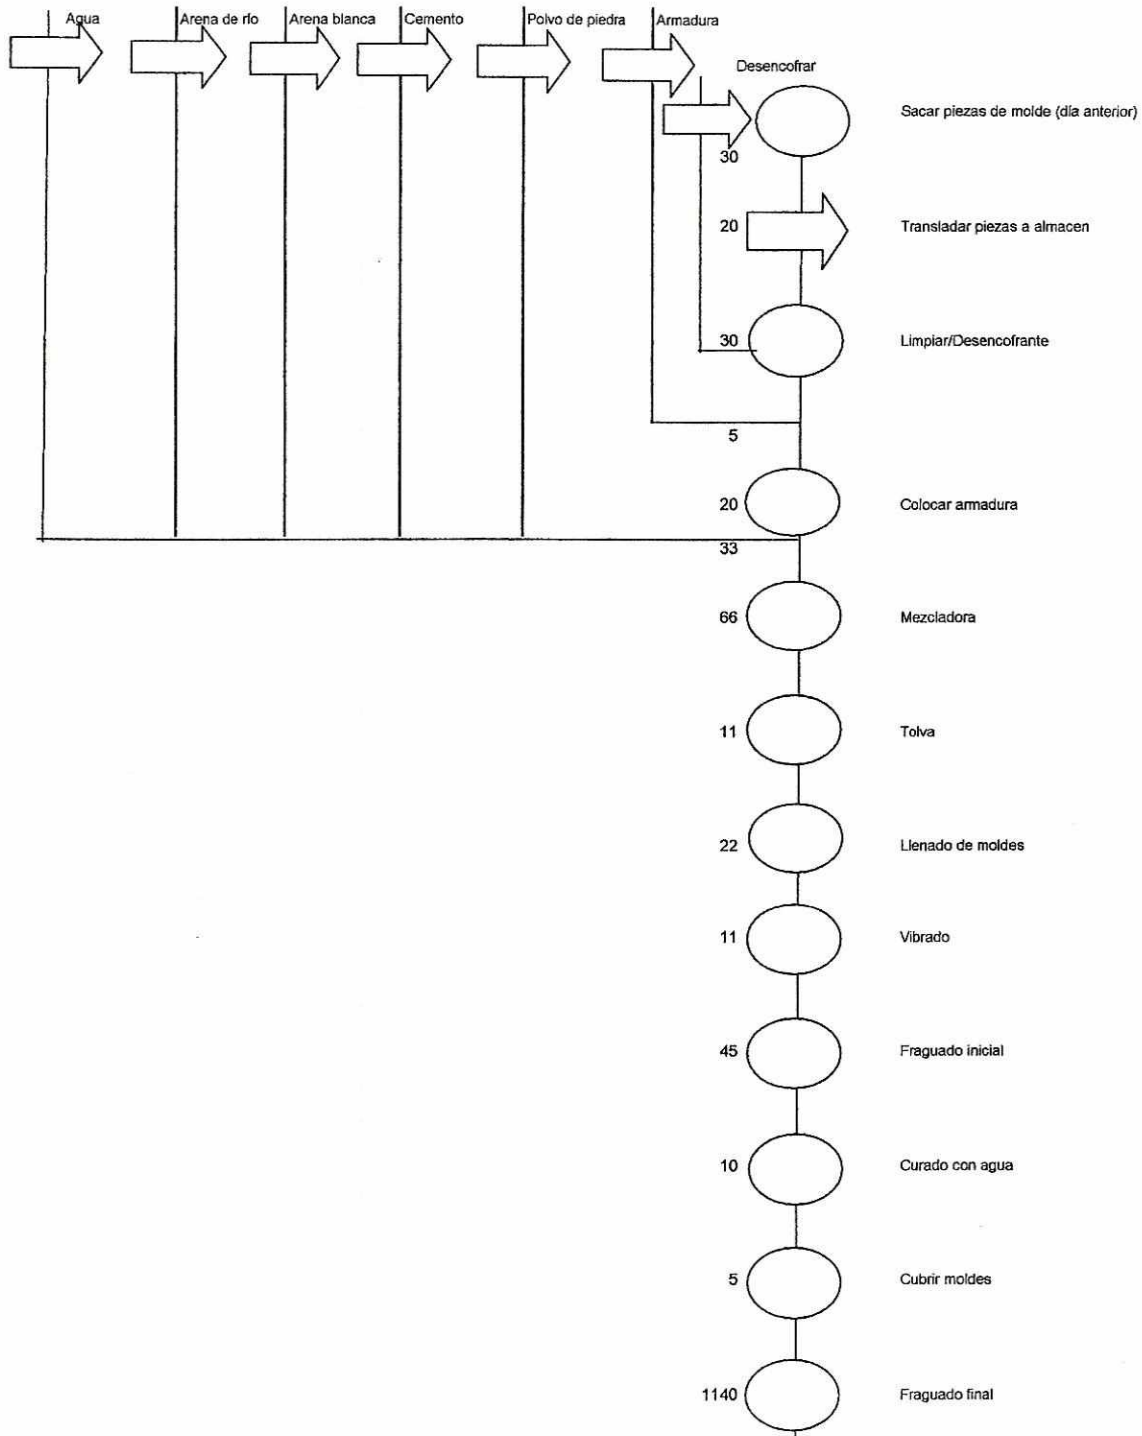 Agua
Arena de río
Arena blanca
Cemento
Polvo de piedra
Armadura
Desencofrar
Sacar piezas de molde (día anterior)
30
20
Transladar piezas a almacen
30
Limpiar/Desencofrante
5
20
Colocar armadura
33
66
Mezcladora
11
Tolva
22
Llenado de moldes
11
Vibrado
45
Fraguado inicial
10
Curado con agua
5
Cubrir moldes
1140
Fraguado final